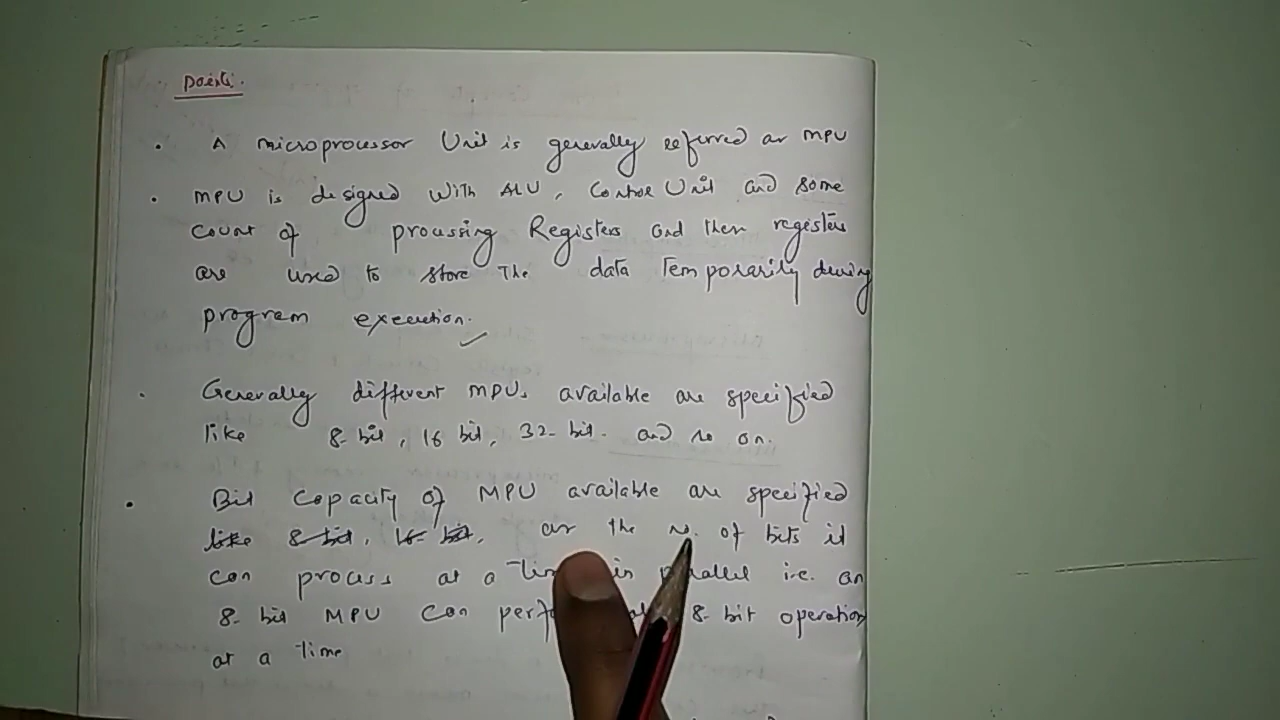 Points.
. A microprocessor Unit is generally referred as MPU
. MPU is designed with ALU, Control Unit and some
count of processing Registers and them registers
are used to store the data Temporarily during
program execution.
. Generally different MPUs available are specified
like 8-bit, 16 bit, 32-bit. and so on.
. Bit Capacity of MPU available are specified
like 8-bit, 16 bit, as the no. of bits it
can process at a in i.e. an
8-bit MPU can 8-bit operation
at a time